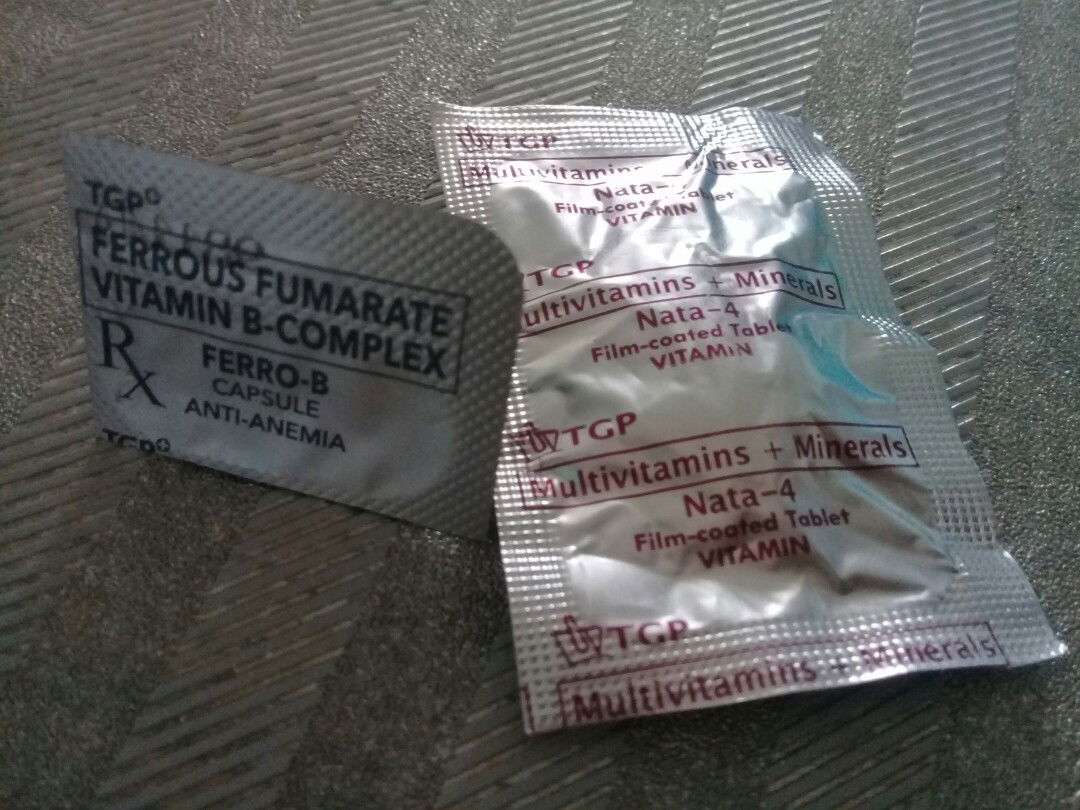 TGP
FERROUS FUMARATE
VITAMIN B-COMPLEX
Rx
FERRO-B
CAPSULE
ANTI-ANEMIA
TGP
TGP
Multivitamins + Minerals
Nata-4 Tablet
Film-coated
VITAMIN
TGP
Multivitamins + Minerals
Nata-4
Film-coated Tablet
VITAMIN
TGP
Multivitamins + Minerals
Nata-4
Film-coated Tablet
VITAMIN
TGP
Multivitamins + Minerals